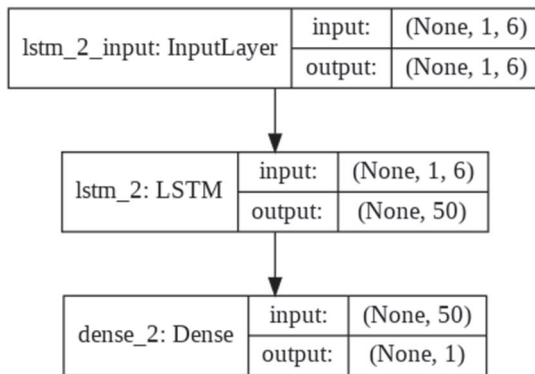 lstm_2_input: InputLayer
input: (None, 1, 6)
output: (None, 1, 6)
lstm_2: LSTM
input: (None, 1, 6)
output: (None, 50)
dense_2: Dense
input: (None, 50)
output: (None, 1)